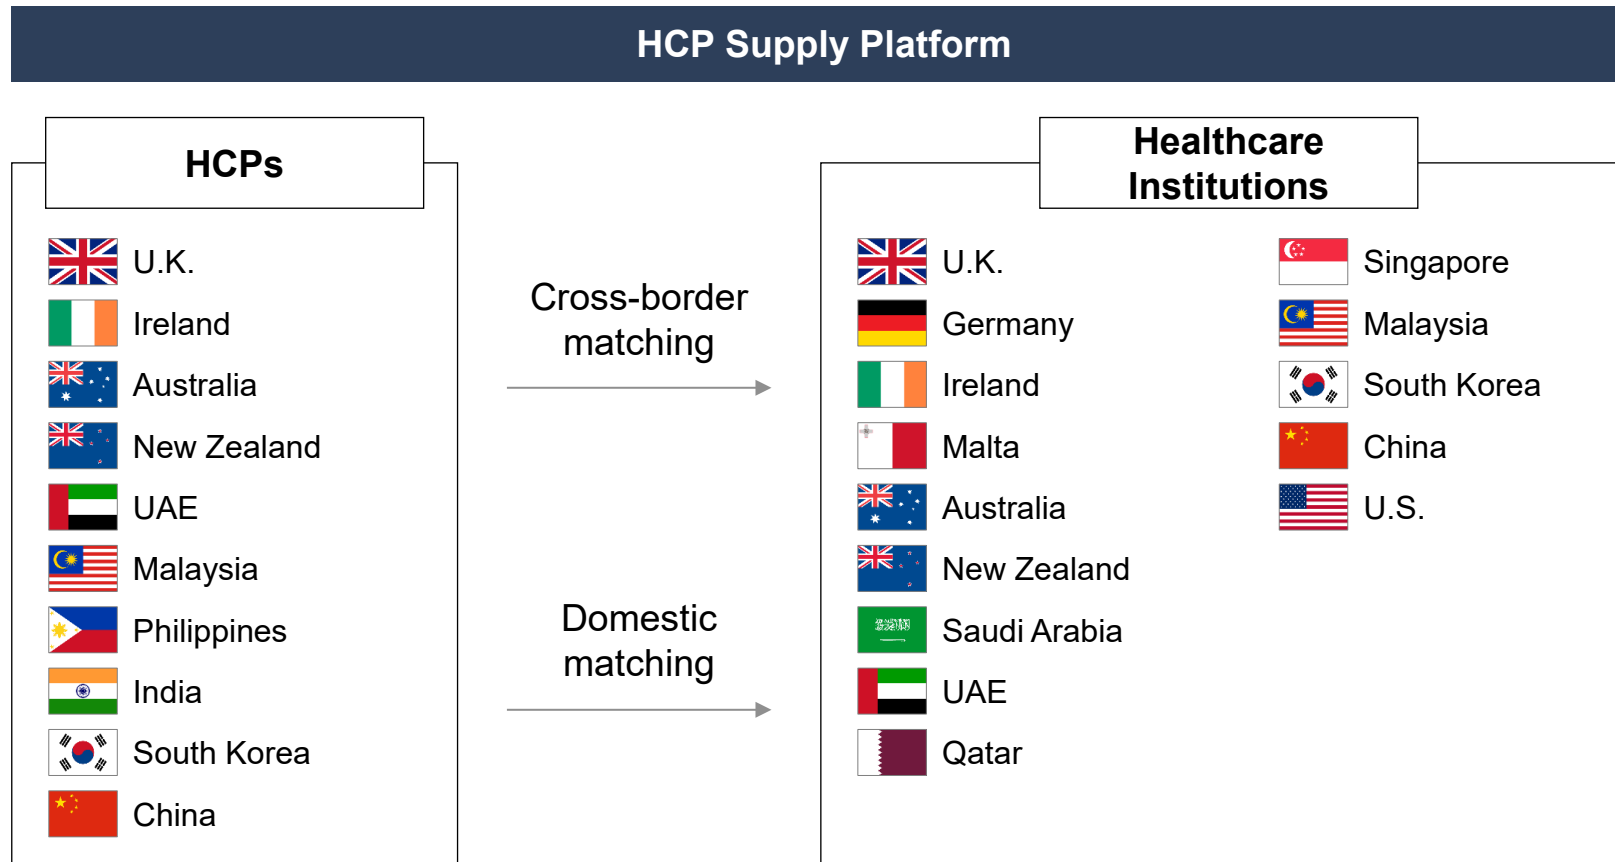 HCP Supply Platform
HCPs
U.K.
Ireland
Australia
New Zealand
UAE
Malaysia
Philippines
India
South Korea
China
Cross-border
matching
Domestic
matching
Healthcare
Institutions
U.K.
Germany
Ireland
Malta
Australia
New Zealand
Saudi Arabia
UAE
Qatar
Singapore
Malaysia
South Korea
China
U.S.